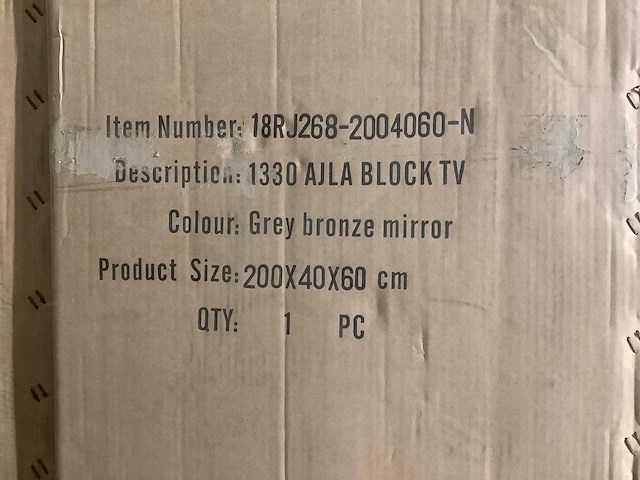 Item Number: 18RJ268-2004060-N
Description: 1330 AJLA BLOCK TV
Colour: Grey bronze mirror
Product Size: 200X40X60 cm
QTY: 1 PC